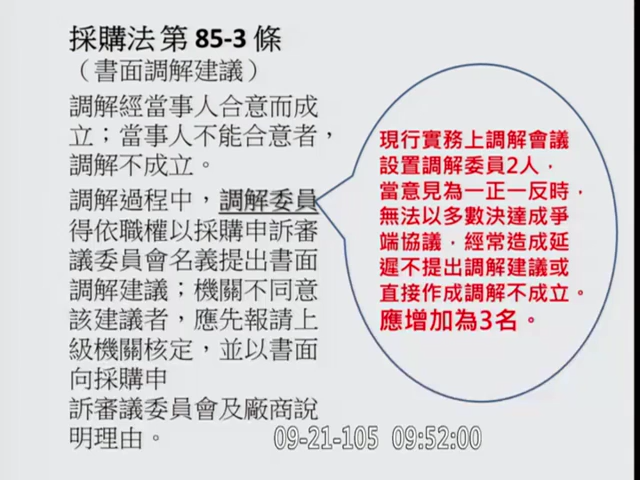 採購法第 85-3 條
（書面調解建議）
調解經當事人合意而成
立；當事人不能合意者，
調解不成立。
調解過程中，調解委員
得依職權以採購申訴審
議委員會名義提出書面
調解建議；機關不同意
該建議者，應先報請上
級機關核定，並以書面
向採購申
訴審議委員會及廠商說
明理由。
現行實務上調解會議
設置調解委員2人，
當意見為一正一反時，
無法以多數決達成爭
端協議，經常造成延
遲不提出調解建議或
直接作成調解不成立。
應增加為3名。
09-21-105 09:52:00